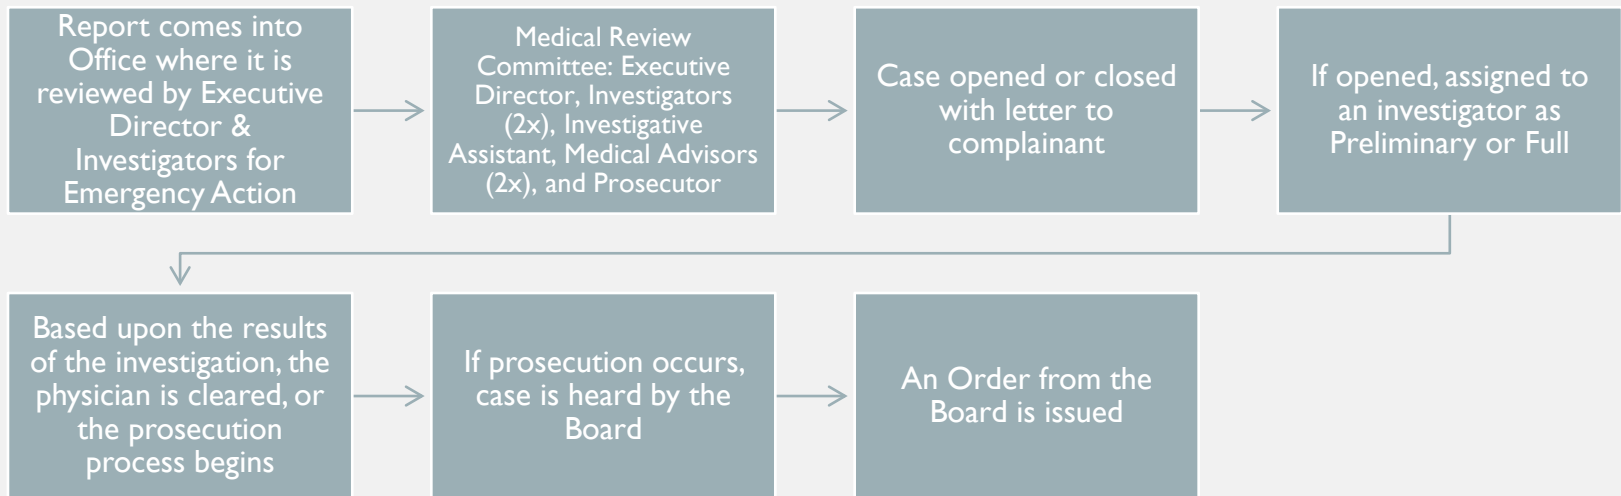 Report comes into
Office where it is
reviewed by Executive
Director &
Investigators for
Emergency Action
Medical Review
Committee: Executive
Director, Investigators
(2x), Investigative
Assistant, Medical Advisors
(2x), and Prosecutor
Case opened or closed
with letter to
complainant
If opened, assigned to
an investigator as
Preliminary or Full
Based upon the results
of the investigation, the
physician is cleared, or
the prosecution
process begins
If prosecution occurs,
case is heard by the
Board
An Order from the
Board is issued